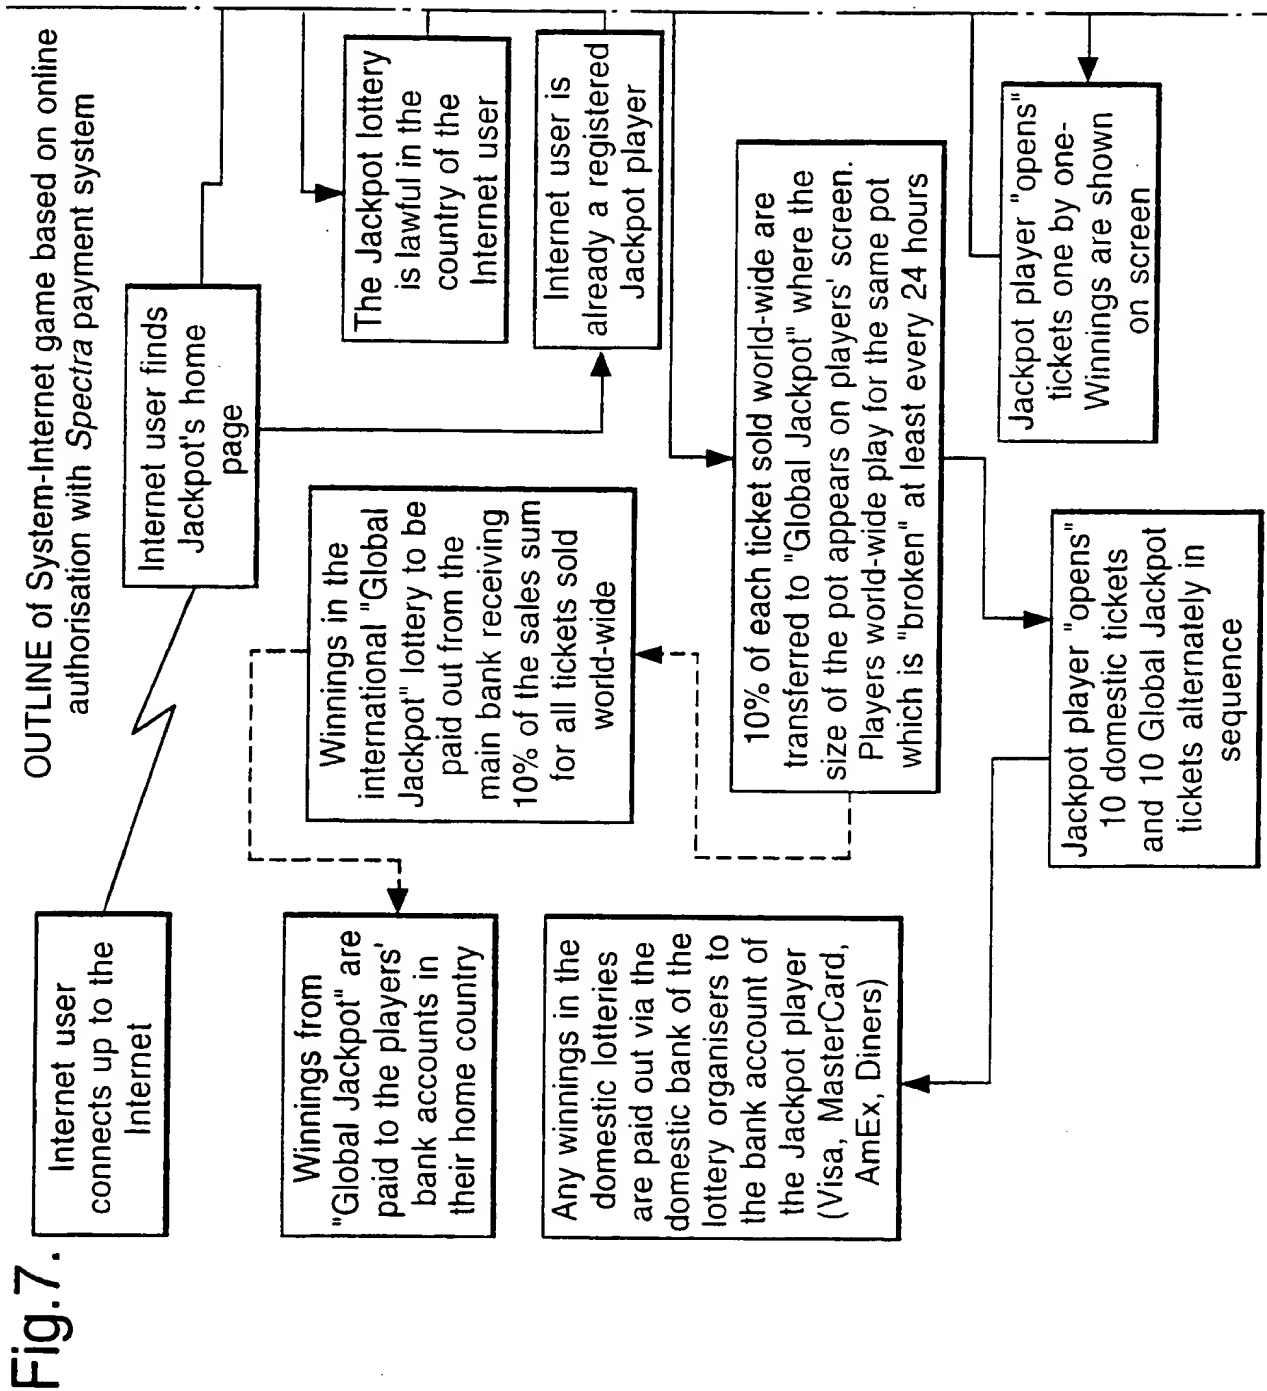 Fig.7.
OUTLINE of System-Internet game based on online
authorisation with Spectra payment system
Internet user
connects up to the
Internet
Internet user finds
Jackpot's home
page
The Jackpot lottery
is lawful in the
country of the
Internet user
Internet user is
already a registered
Jackpot player
Winnings from
"Global Jackpot" are
paid to the players'
bank accounts in
their home country
Winnings in the
international "Global
Jackpot" lottery to be
paid out from the
main bank receiving
10% of the sales sum
for all tickets sold
world-wide
Any winnings in the
domestic lotteries
are paid out via the
domestic bank of the
lottery organisers to
the bank account of
the Jackpot player
(Visa, MasterCard,
AmEx, Diners)
10% of each ticket sold world-wide are
transferred to "Global Jackpot" where the
size of the pot appears on players' screen.
Players world-wide play for the same pot
which is "broken" at least every 24 hours
Jackpot player "opens"
10 domestic tickets
and 10 Global Jackpot
tickets alternately in
sequence
Jackpot player "opens"
tickets one by one-
Winnings are shown
on screen